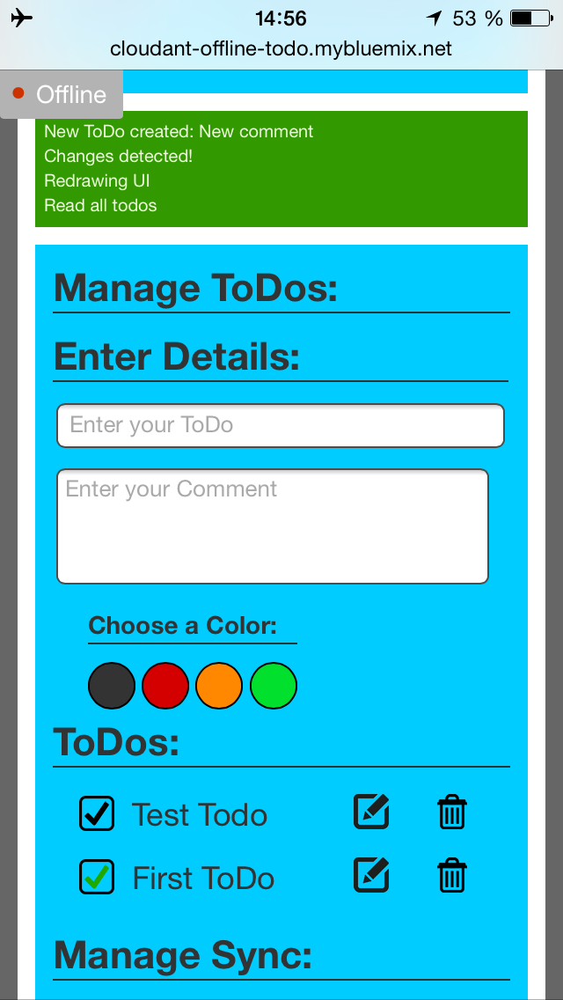 14:56
53 %
cloudant-offline-todo.mybluemix.net
Offline
New ToDo created: New comment
Changes detected!
Redrawing UI
Read all todos
Manage ToDos:
Enter Details:
Enter your ToDo
Enter your Comment
Choose a Color:
ToDos:
Test Todo
First ToDo
Manage Sync: